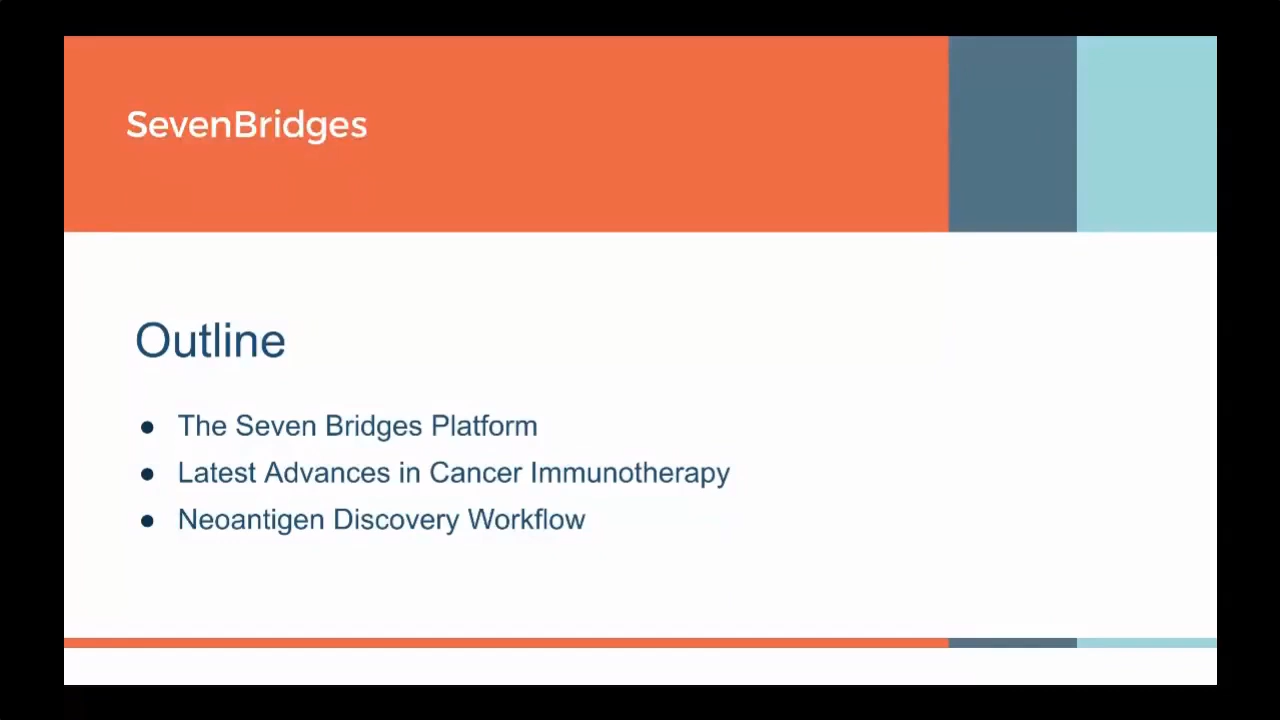 SevenBridges
Outline
● The Seven Bridges Platform
● Latest Advances in Cancer Immunotherapy
● Neoantigen Discovery Workflow